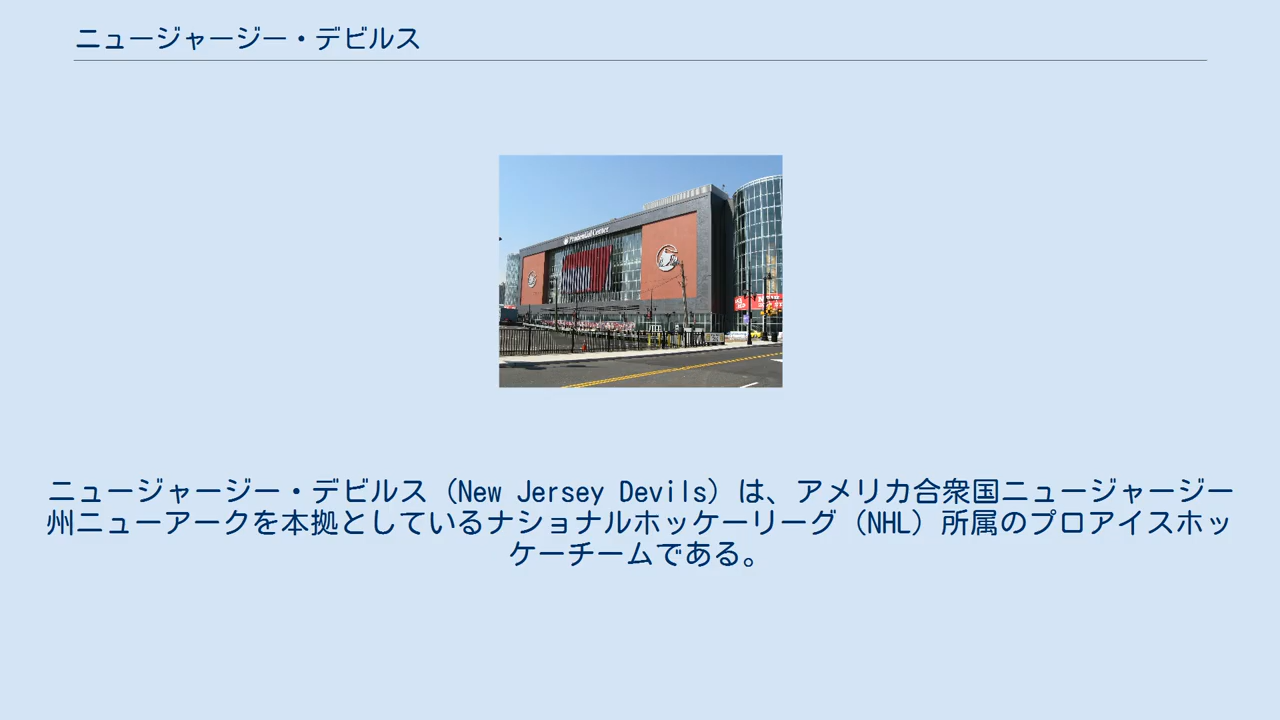 ニュージャージー・デビルス
Prudential Center
ニュージャージー・デビルス（New Jersey Devils）は、アメリカ合衆国ニュージャージー
州ニューアークを本拠としているナショナルホッケーリーグ（NHL）所属のプロアイスホッ
ケーチームである。